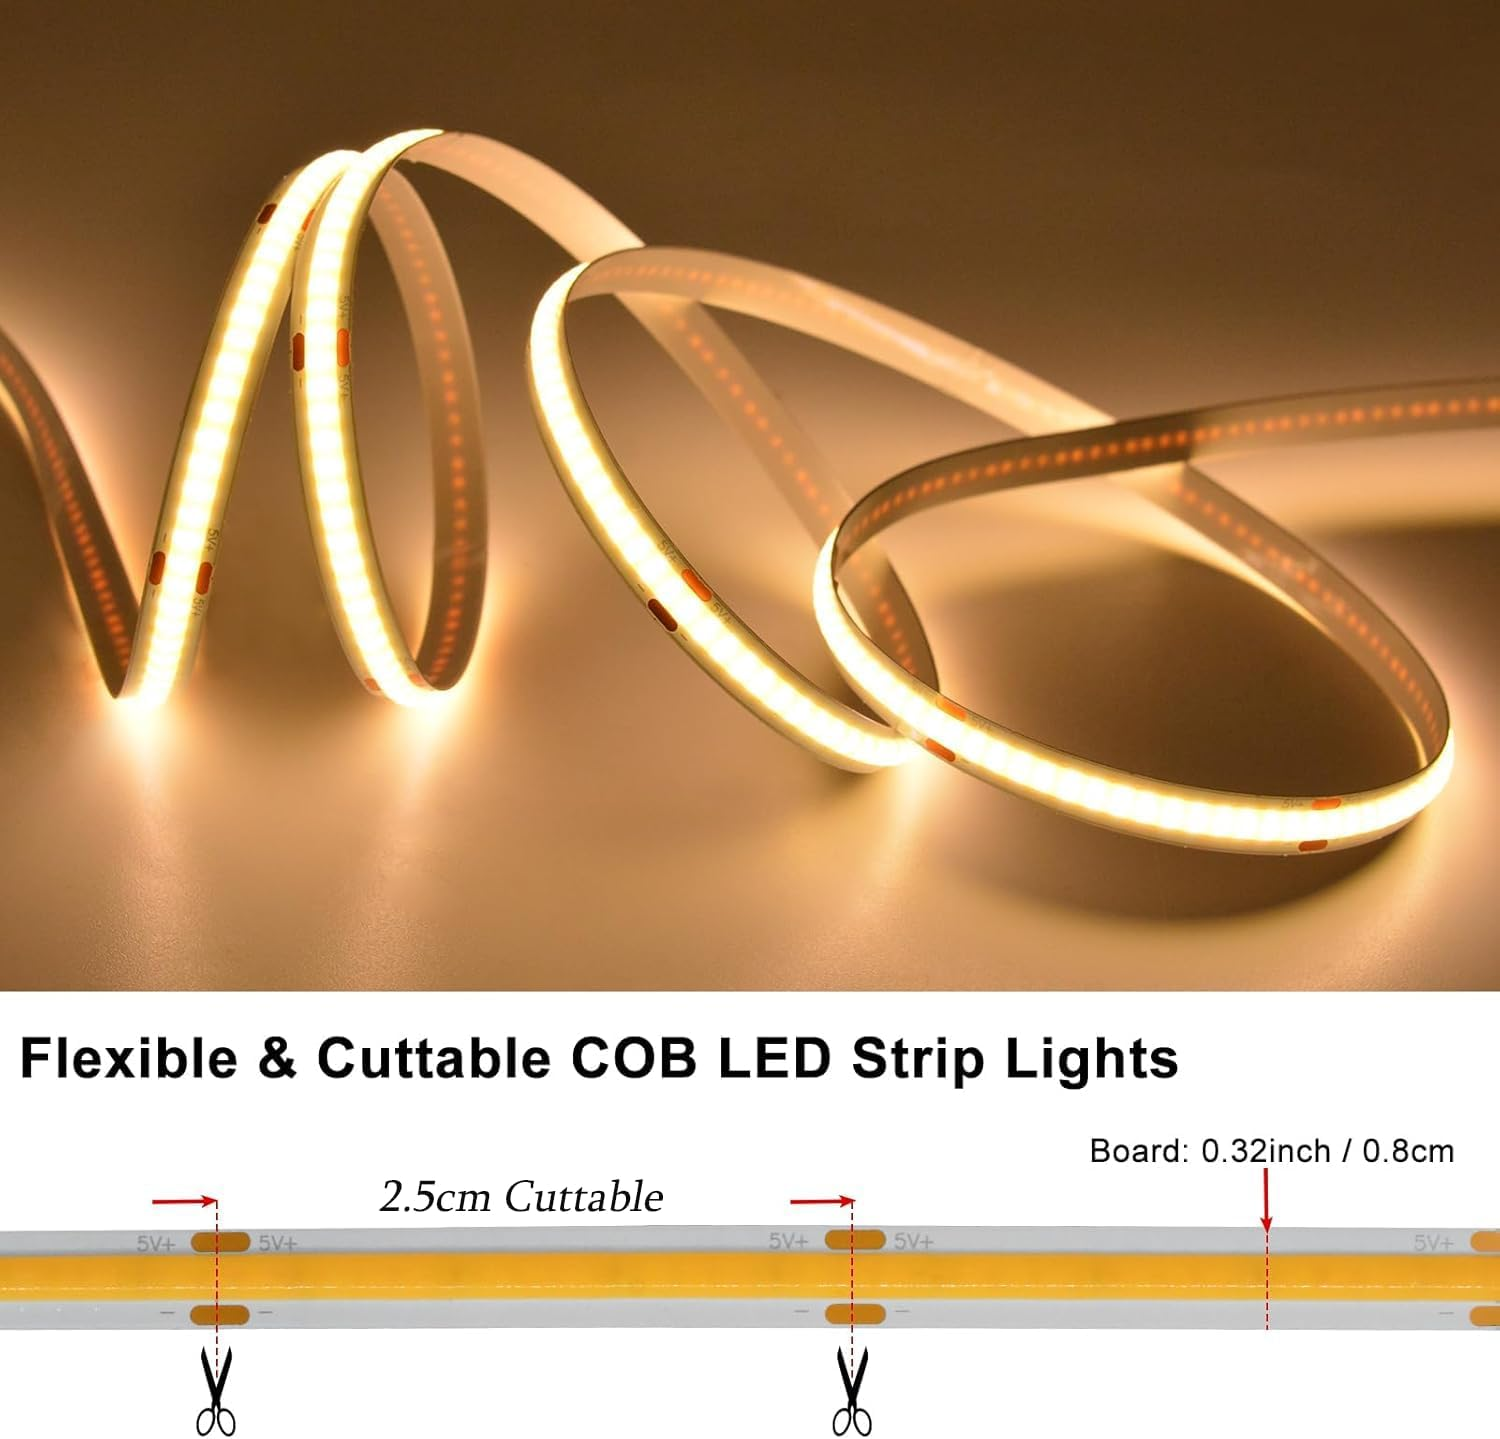 Flexible & Cuttable COB LED Strip Lights
Board: 0.32inch / 0.8cm
2.5cm Cuttable
5V+ 5V+ 5V+ 5V+ 5V+
− − − − −